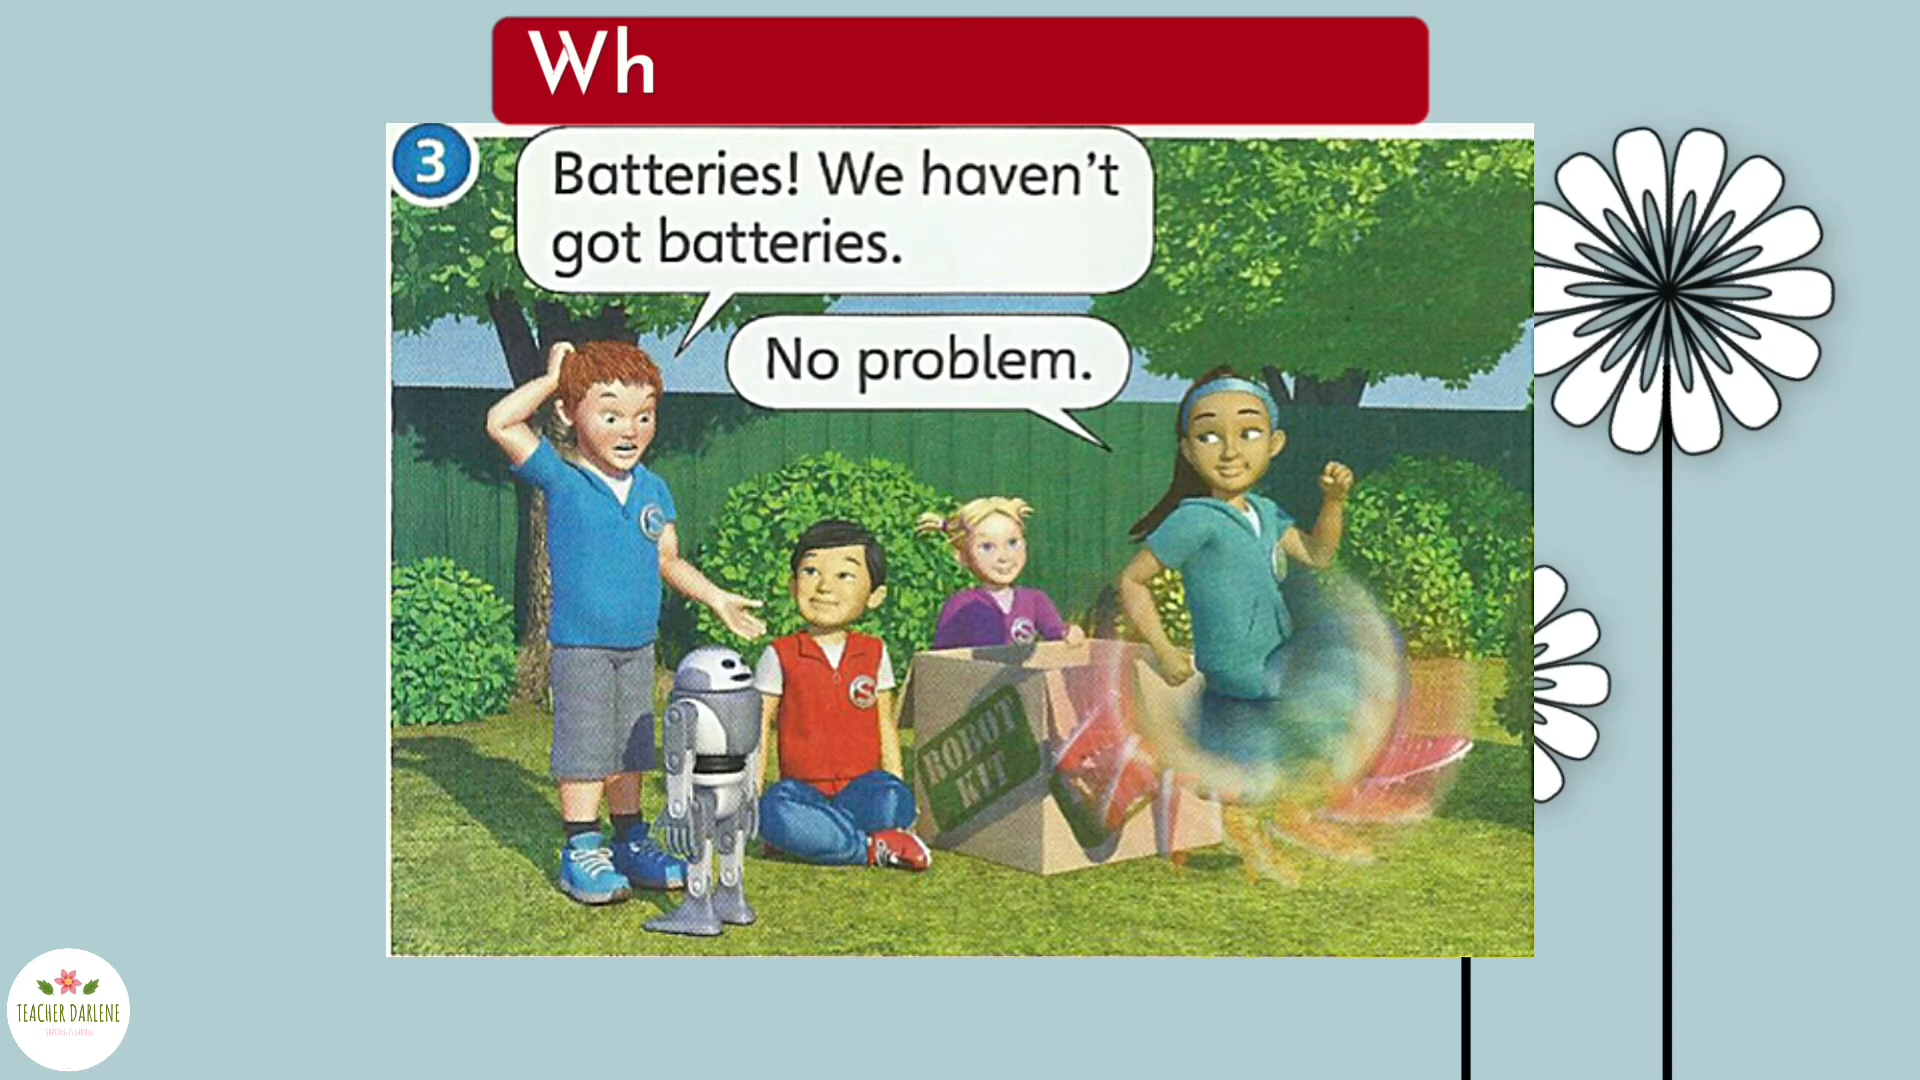 Wh
3
Batteries! We haven't
got batteries.
No problem.
ROBOT
KIT
TEACHER DARLENE